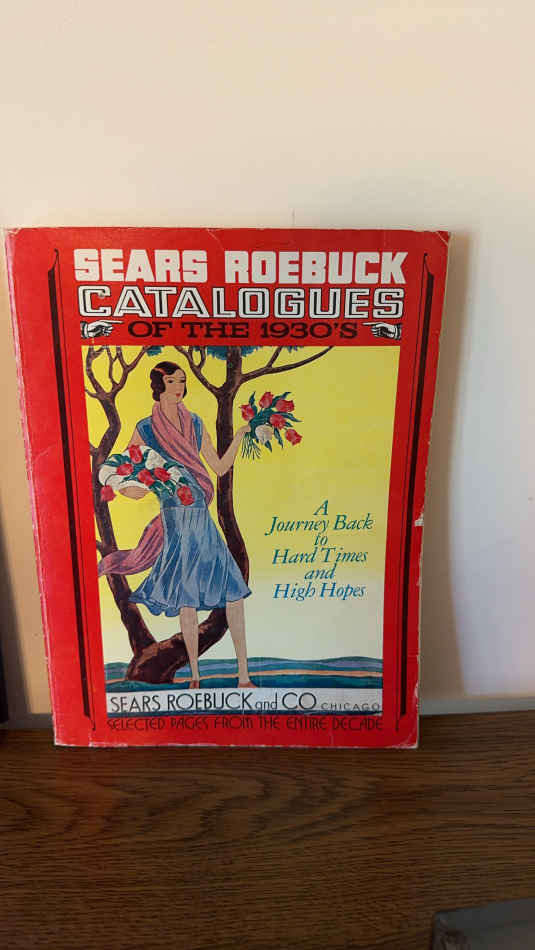 SEARS ROEBUCK
CATALOGUES
OF THE 1930'S
A
Journey Back
to
Hard Times
and
High Hopes
SEARS ROEBUCK and CO CHICAGO
SELECTED PAGES FROM THE ENTIRE DECADE